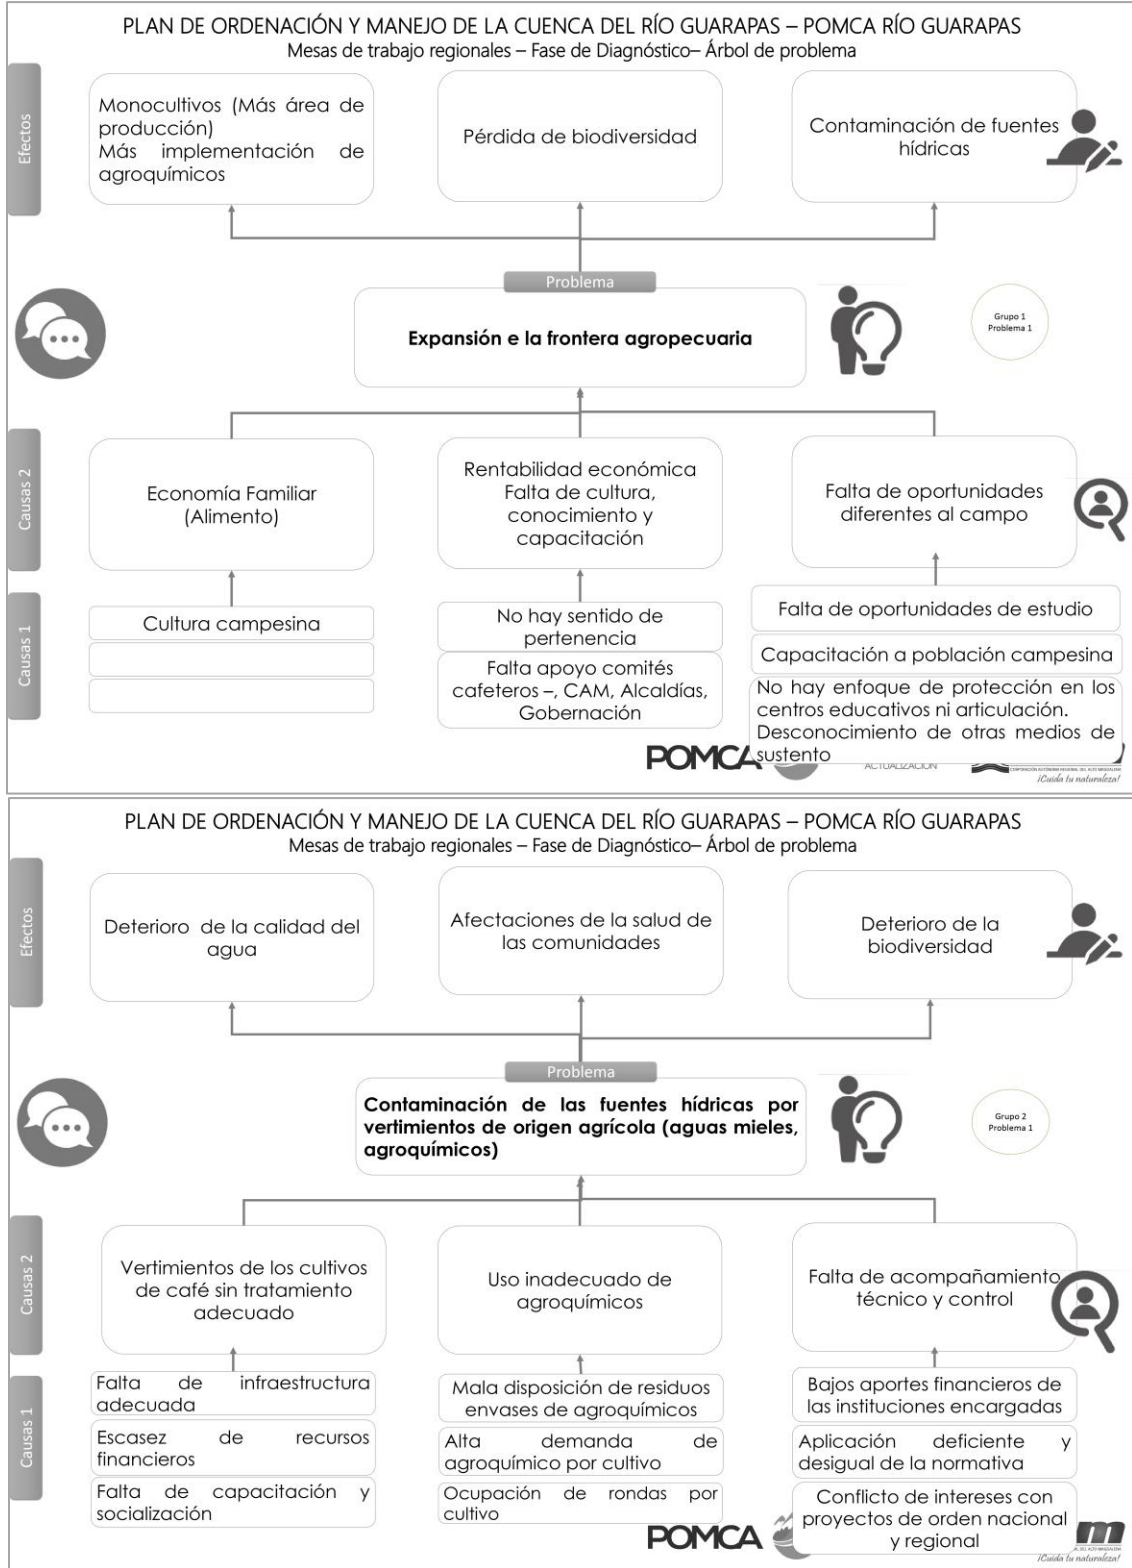 PLAN DE ORDENACIÓN Y MANEJO DE LA CUENCA DEL RÍO GUARAPAS – POMCA RÍO GUARAPAS
Mesas de trabajo regionales – Fase de Diagnóstico– Árbol de problema
Efectos
Monocultivos (Más área de
producción)
Más implementación de
agroquímicos
Pérdida de biodiversidad
Contaminación de fuentes
hídricas
Problema
Expansión e la frontera agropecuaria
Grupo 1
Problema 1
Causas 2
Economía Familiar
(Alimento)
Rentabilidad económica
Falta de cultura,
conocimiento y
capacitación
Falta de oportunidades
diferentes al campo
Causas 1
Cultura campesina
No hay sentido de
pertenencia
Falta apoyo comités
cafeteros –, CAM, Alcaldías,
Gobernación
Falta de oportunidades de estudio
Capacitación a población campesina
No hay enfoque de protección en los
centros educativos ni articulación.
Desconocimiento de otras medios de
sustento
POMCA
ACTUALIZACIÓN
CORPORACIÓN AUTÓNOMA REGIONAL DEL ALTO MAGDALENA
¡Cuida tu naturaleza!
PLAN DE ORDENACIÓN Y MANEJO DE LA CUENCA DEL RÍO GUARAPAS – POMCA RÍO GUARAPAS
Mesas de trabajo regionales – Fase de Diagnóstico– Árbol de problema
Efectos
Deterioro de la calidad del
agua
Afectaciones de la salud de
las comunidades
Deterioro de la
biodiversidad
Problema
Contaminación de las fuentes hídricas por
vertimientos de origen agrícola (aguas mieles,
agroquímicos)
Grupo 2
Problema 1
Causas 2
Vertimientos de los cultivos
de café sin tratamiento
adecuado
Uso inadecuado de
agroquímicos
Falta de acompañamiento
técnico y control
Causas 1
Falta de infraestructura
adecuada
Escasez de recursos
financieros
Falta de capacitación y
socialización
Mala disposición de residuos
envases de agroquímicos
Alta demanda de
agroquímico por cultivo
Ocupación de rondas por
cultivo
Bajos aportes financieros de
las instituciones encargadas
Aplicación deficiente y
desigual de la normativa
Conflicto de intereses con
proyectos de orden nacional
y regional
POMCA
m
AL DEL ALTO MAGDALENA
¡Cuida tu naturaleza!